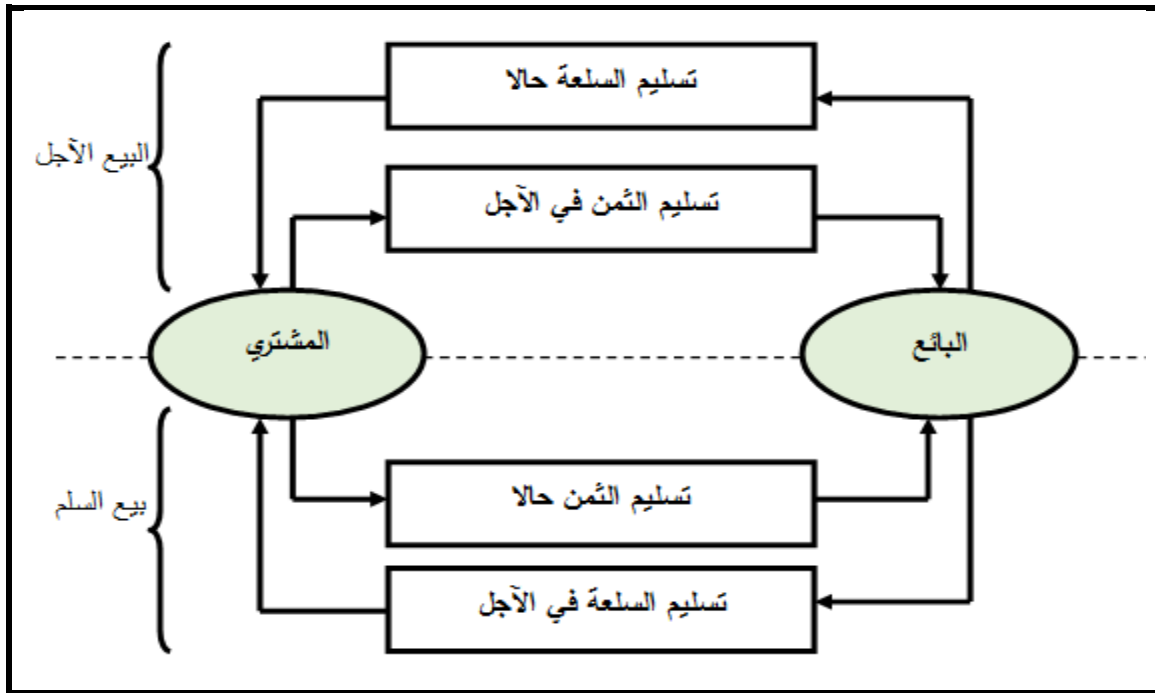 تسليم السلعة حالا
البيع الآجل
تسليم الثمن في الآجل
البائع
المشتري
تسليم الثمن حالا
بيع السلم
تسليم السلعة في الآجل